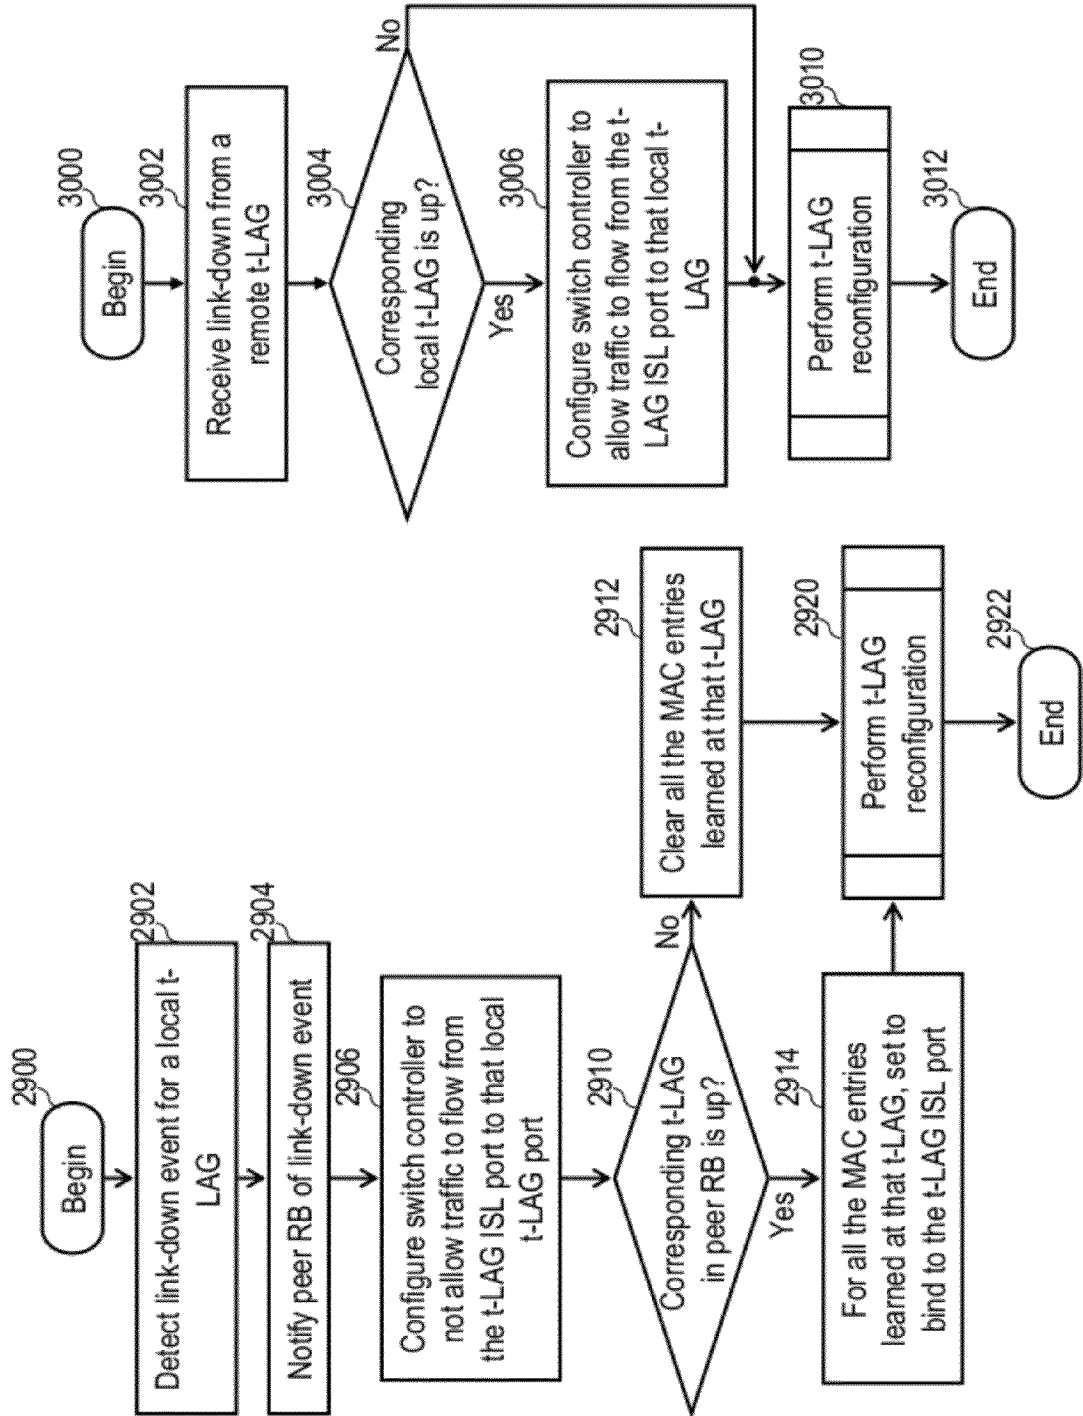 2900
Begin
2902
Detect link-down event for a local t-
LAG
2904
Notify peer RB of link-down event
2906
Configure switch controller to
not allow traffic to flow from
the t-LAG ISL port to that local
t-LAG port
2910
Corresponding t-LAG
in peer RB is up?
No
Yes
2912
Clear all the MAC entries
learned at that t-LAG
2914
For all the MAC entries
learned at that t-LAG, set to
bind to the t-LAG ISL port
2920
Perform t-LAG
reconfiguration
2922
End
3000
Begin
3002
Receive link-down from a
remote t-LAG
3004
Corresponding
local t-LAG is up?
No
Yes
3006
Configure switch controller to
allow traffic to flow from the t-
LAG ISL port to that local t-
LAG
3010
Perform t-LAG
reconfiguration
3012
End